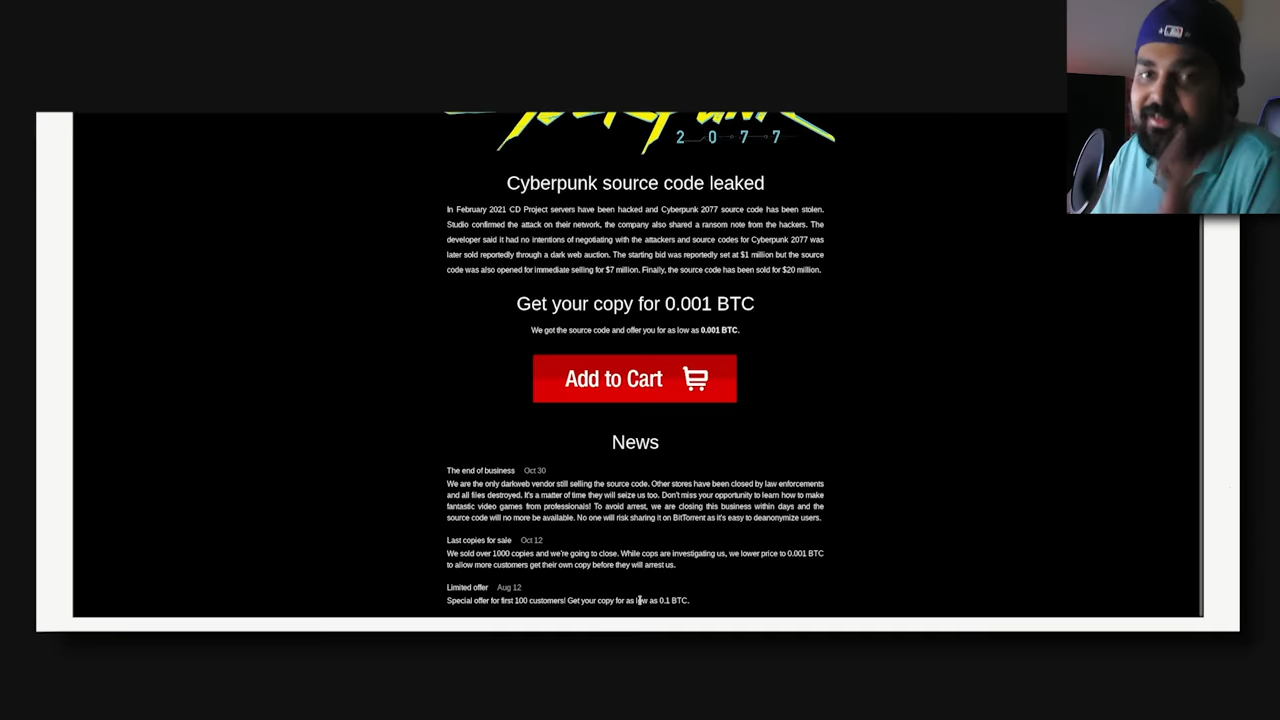 2077
Cyberpunk source code leaked
In February 2021 CD Project servers have been hacked and Cyberpunk 2077 source code has been stolen.
Studio confirmed the attack on their network, the company also shared a ransom note from the hackers. The
developer said it had no intentions of negotiating with the attackers and source codes for Cyberpunk 2077 was
later sold reportedly through a dark web auction. The starting bid was reportedly set at $1 million but the source
code was also opened for immediate selling for $7 million. Finally, the source code has been sold for $20 million.
Get your copy for 0.001 BTC
We got the source code and offer you for as low as 0.001 BTC.
Add to Cart
News
The end of business Oct 30
We are the only darkweb vendor still selling the source code. Other stores have been closed by law enforcements
and all files destroyed. It's a matter of time they will seize us too. Don't miss your opportunity to learn how to make
fantastic video games from professionals! To avoid arrest, we are closing this business within days and the
source code will no more be available. No one will risk sharing it on BitTorrent as it's easy to deanonymize users.
Last copies for sale Oct 12
We sold over 1000 copies and we're going to close. While cops are investigating us, we lower price to 0.001 BTC
to allow more customers get their own copy before they will arrest us.
Limited offer Aug 12
Special offer for first 100 customers! Get your copy for as low as 0.1 BTC.